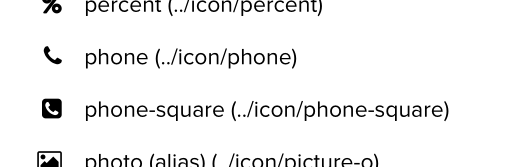 percent (../icon/percent)
phone (../icon/phone)
phone-square (../icon/phone-square)
photo (alias) (../icon/picture-o)